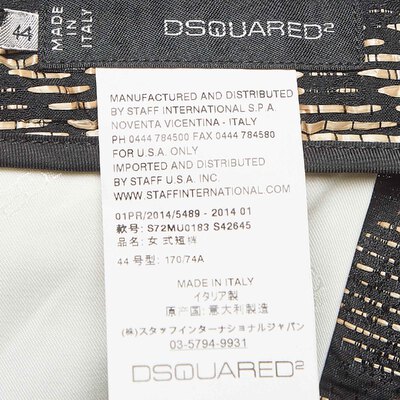 44
MADE IN
ITALY
DSQUARED²
MANUFACTURED AND DISTRIBUTED
BY STAFF INTERNATIONAL S.P.A.
NOVENTA VICENTINA - ITALY
PH 0444 784500 FAX 0444 784580
FOR U.S.A. ONLY
IMPORTED AND DISTRIBUTED
BY STAFF U.S.A. INC.
WWW.STAFFINTERNATIONAL.COM
01PR/2014/5489 - 2014 01
款号: S72MU0183 S42645
品名: 女式短裤
44 号型: 170/74A
MADE IN ITALY
イタリア製
原产国: 意大利製造
(株)スタッフインターナショナルジャパン
03-5794-9931
DSQUARED²